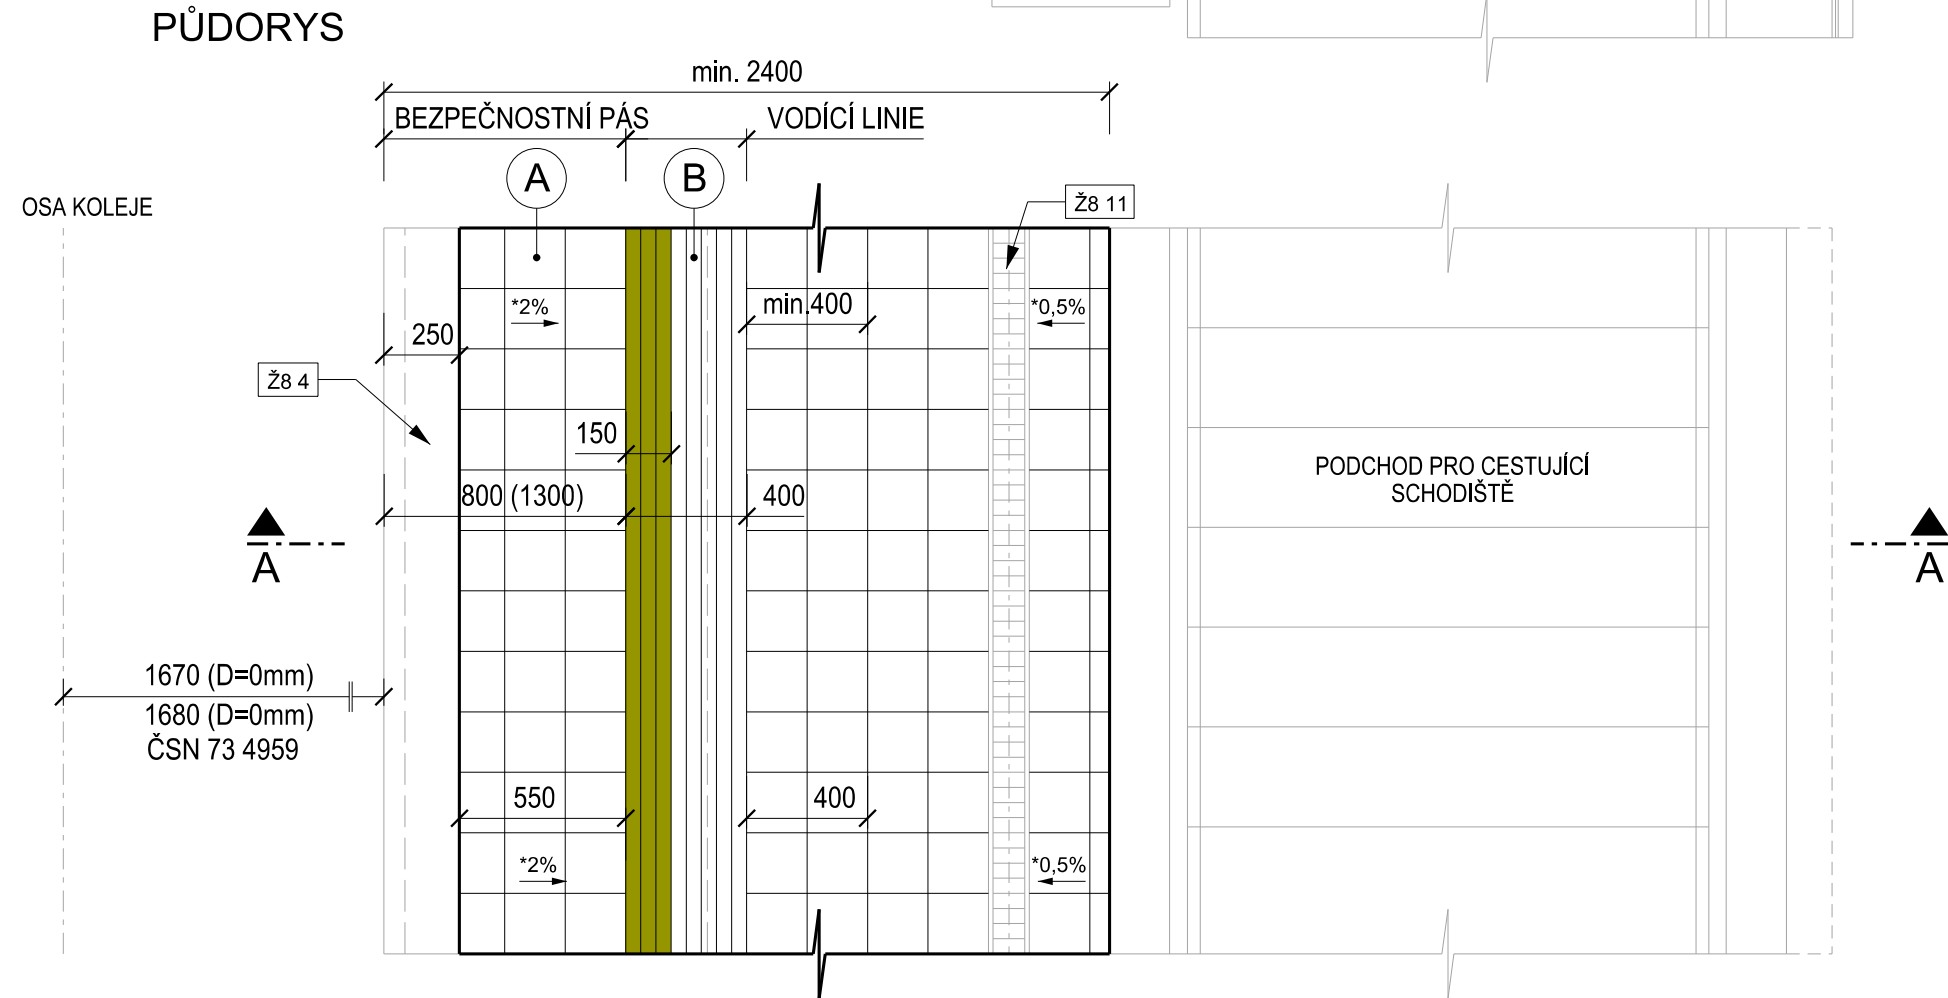 PŮDORYS
min. 2400
BEZPEČNOSTNÍ PÁS
VODÍCÍ LINIE
A
B
OSA KOLEJE
Ž8 11
*2%
min.400
*0,5%
250
Ž8 4
150
PODCHOD PRO CESTUJÍCÍ
SCHODIŠTĚ
800 (1300)
400
A
A
1670 (D=0mm)
1680 (D=0mm)
ČSN 73 4959
550
400
*2%
*0,5%